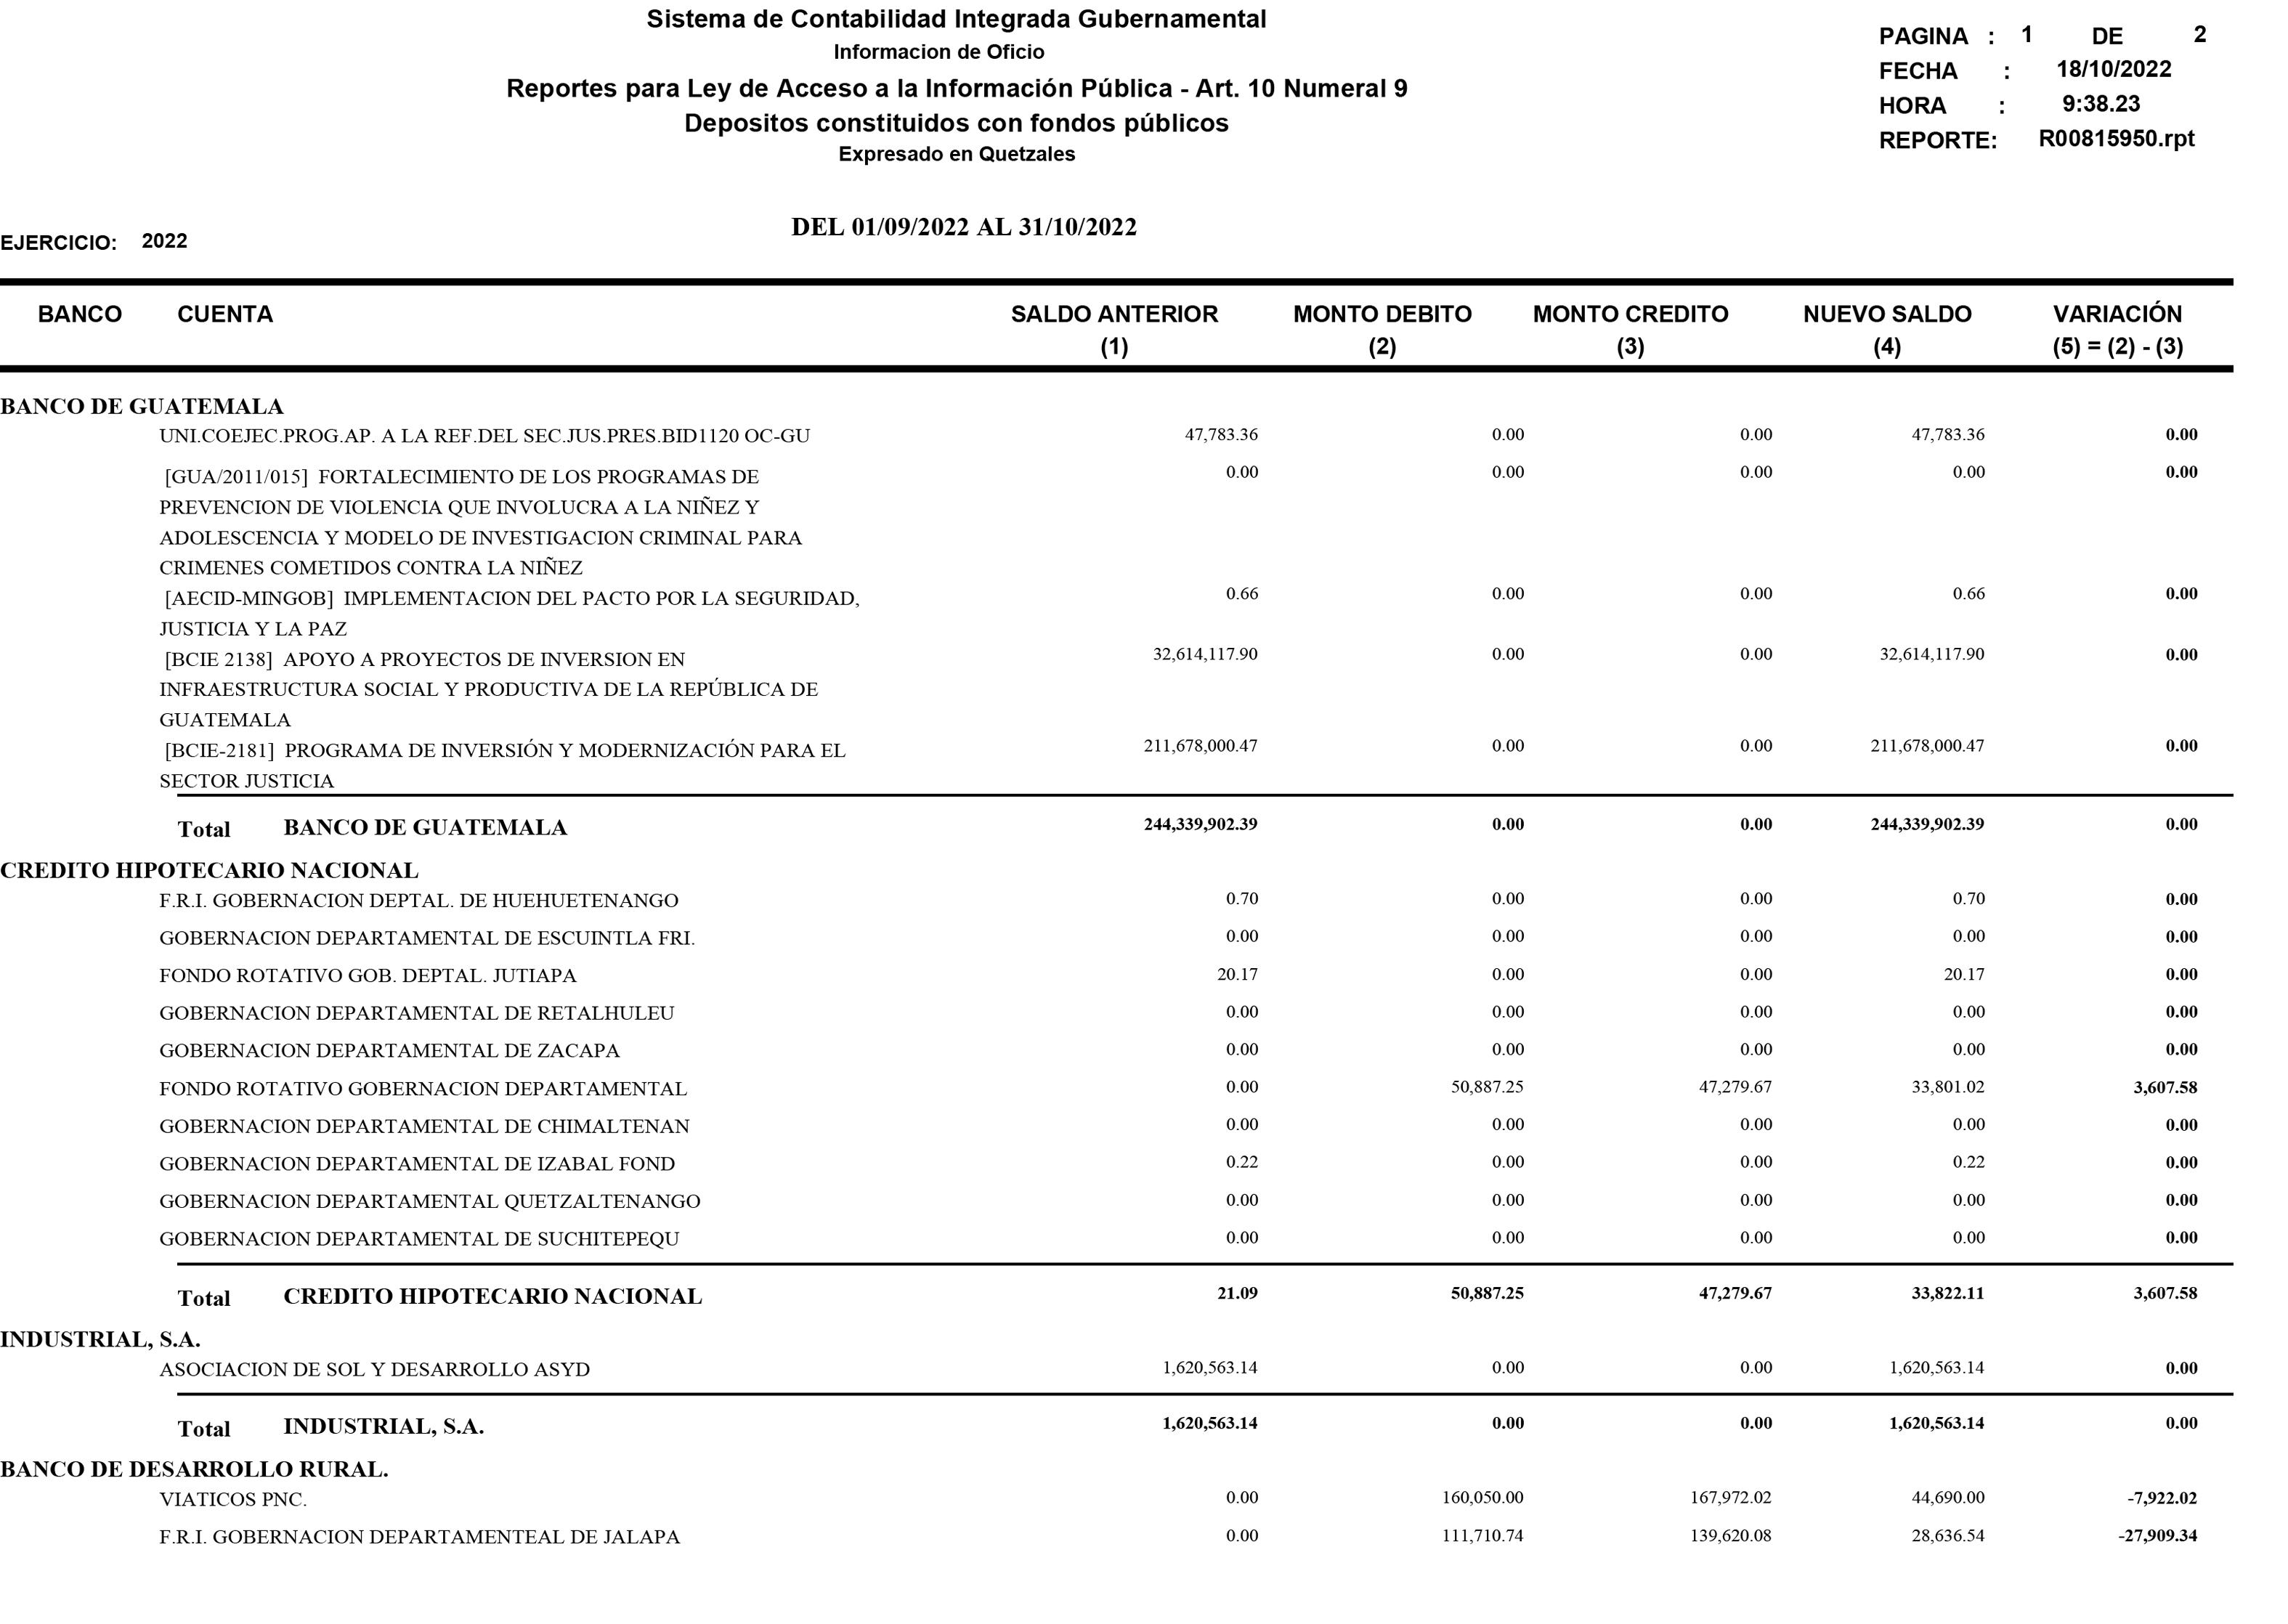 Sistema de Contabilidad Integrada Gubernamental
Informacion de Oficio
Reportes para Ley de Acceso a la Información Pública - Art. 10 Numeral 9
Depositos constituidos con fondos públicos
Expresado en Quetzales
PAGINA : 1 DE 2
FECHA : 18/10/2022
HORA : 9:38.23
REPORTE: R00815950.rpt
DEL 01/09/2022 AL 31/10/2022
EJERCICIO: 2022
BANCO CUENTA SALDO ANTERIOR MONTO DEBITO MONTO CREDITO NUEVO SALDO VARIACIÓN
(1) (2) (3) (4) (5) = (2) - (3)
BANCO DE GUATEMALA
UNI.COEJEC.PROG.AP. A LA REF.DEL SEC.JUS.PRES.BID1120 OC-GU 47,783.36 0.00 0.00 47,783.36 0.00
[GUA/2011/015] FORTALECIMIENTO DE LOS PROGRAMAS DE 0.00 0.00 0.00 0.00 0.00
PREVENCION DE VIOLENCIA QUE INVOLUCRA A LA NIÑEZ Y
ADOLESCENCIA Y MODELO DE INVESTIGACION CRIMINAL PARA
CRIMENES COMETIDOS CONTRA LA NIÑEZ
[AECID-MINGOB] IMPLEMENTACION DEL PACTO POR LA SEGURIDAD, 0.66 0.00 0.00 0.66 0.00
JUSTICIA Y LA PAZ
[BCIE 2138] APOYO A PROYECTOS DE INVERSION EN 32,614,117.90 0.00 0.00 32,614,117.90 0.00
INFRAESTRUCTURA SOCIAL Y PRODUCTIVA DE LA REPÚBLICA DE
GUATEMALA
[BCIE-2181] PROGRAMA DE INVERSIÓN Y MODERNIZACIÓN PARA EL 211,678,000.47 0.00 0.00 211,678,000.47 0.00
SECTOR JUSTICIA
Total BANCO DE GUATEMALA 244,339,902.39 0.00 0.00 244,339,902.39 0.00
CREDITO HIPOTECARIO NACIONAL
F.R.I. GOBERNACION DEPTAL. DE HUEHUETENANGO 0.70 0.00 0.00 0.70 0.00
GOBERNACION DEPARTAMENTAL DE ESCUINTLA FRI. 0.00 0.00 0.00 0.00 0.00
FONDO ROTATIVO GOB. DEPTAL. JUTIAPA 20.17 0.00 0.00 20.17 0.00
GOBERNACION DEPARTAMENTAL DE RETALHULEU 0.00 0.00 0.00 0.00 0.00
GOBERNACION DEPARTAMENTAL DE ZACAPA 0.00 0.00 0.00 0.00 0.00
FONDO ROTATIVO GOBERNACION DEPARTAMENTAL 0.00 50,887.25 47,279.67 33,801.02 3,607.58
GOBERNACION DEPARTAMENTAL DE CHIMALTENAN 0.00 0.00 0.00 0.00 0.00
GOBERNACION DEPARTAMENTAL DE IZABAL FOND 0.22 0.00 0.00 0.22 0.00
GOBERNACION DEPARTAMENTAL QUETZALTENANGO 0.00 0.00 0.00 0.00 0.00
GOBERNACION DEPARTAMENTAL DE SUCHITEPEQU 0.00 0.00 0.00 0.00 0.00
Total CREDITO HIPOTECARIO NACIONAL 21.09 50,887.25 47,279.67 33,822.11 3,607.58
INDUSTRIAL, S.A.
ASOCIACION DE SOL Y DESARROLLO ASYD 1,620,563.14 0.00 0.00 1,620,563.14 0.00
Total INDUSTRIAL, S.A. 1,620,563.14 0.00 0.00 1,620,563.14 0.00
BANCO DE DESARROLLO RURAL.
VIATICOS PNC. 0.00 160,050.00 167,972.02 44,690.00 -7,922.02
F.R.I. GOBERNACION DEPARTAMENTEAL DE JALAPA 0.00 111,710.74 139,620.08 28,636.54 -27,909.34